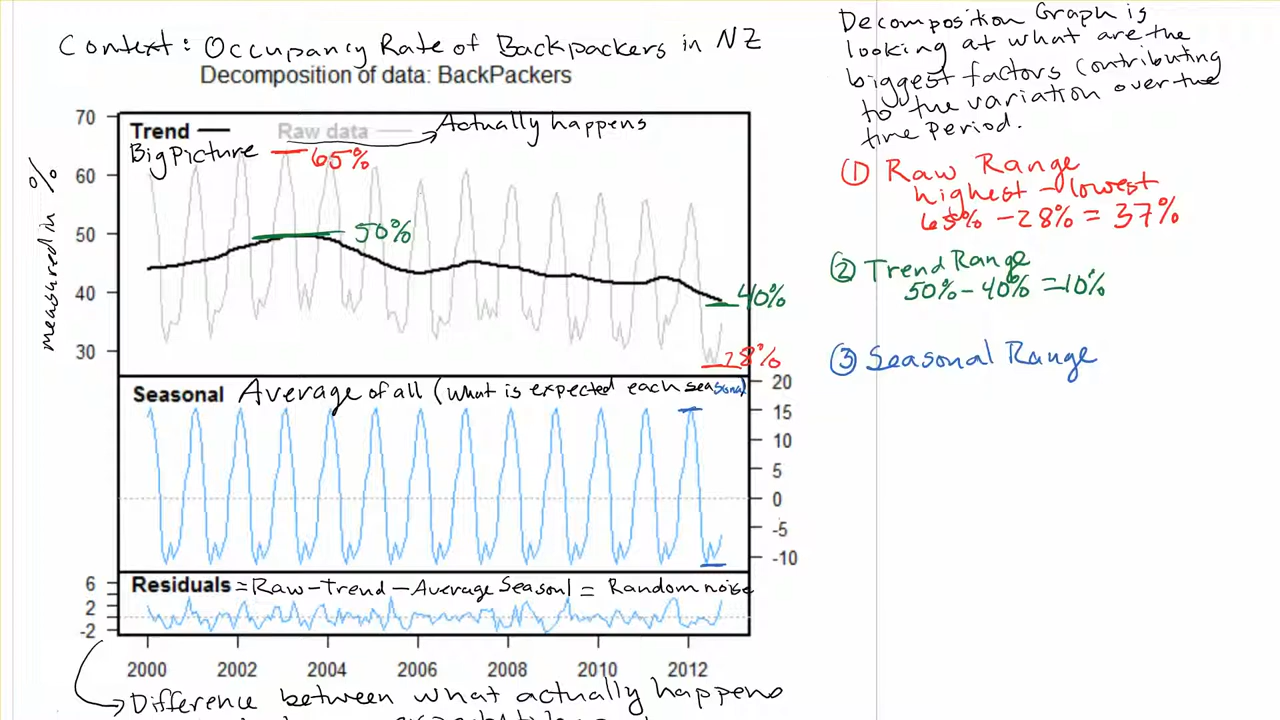 Context: Occupancy Rate of Backpackers in NZ
Decomposition of data: BackPackers
Decomposition Graph is
looking at what are the
biggest factors contributing
to the variation over the
time Period.
① Raw Range
highest - lowest
65% - 28% = 37%
② Trend Range
50% - 40% = 10%
③ Seasonal Range
measured in %
70
60
50
40
30
Trend
Raw data
Actually happens
Big Picture
65%
50%
40%
28%
Seasonal Average of all (What is expected each seasonal)
20
15
10
5
0
-5
-10
Residuals = Raw - Trend - Average Seasonl = Random noise
6
2
-2
2000 2002 2004 2006 2008 2010 2012
Difference between what actually happens